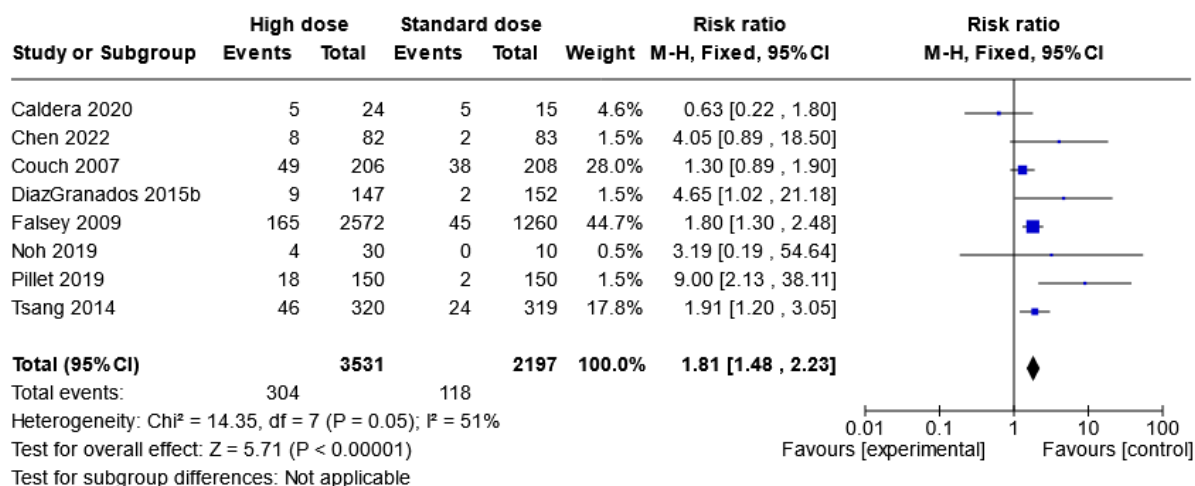 High dose Standard dose Risk ratio Risk ratio
Study or Subgroup Events Total Events Total Weight M-H, Fixed, 95% CI M-H, Fixed, 95% CI
Caldera 2020 5 24 5 15 4.6% 0.63 [0.22 , 1.80]
Chen 2022 8 82 2 83 1.5% 4.05 [0.89 , 18.50]
Couch 2007 49 206 38 208 28.0% 1.30 [0.89 , 1.90]
DiazGranados 2015b 9 147 2 152 1.5% 4.65 [1.02 , 21.18]
Falsey 2009 165 2572 45 1260 44.7% 1.80 [1.30 , 2.48]
Noh 2019 4 30 0 10 0.5% 3.19 [0.19 , 54.64]
Pillet 2019 18 150 2 150 1.5% 9.00 [2.13 , 38.11]
Tsang 2014 46 320 24 319 17.8% 1.91 [1.20 , 3.05]
Total (95% CI) 3531 2197 100.0% 1.81 [1.48 , 2.23]
Total events: 304 118
Heterogeneity: Chi² = 14.35, df = 7 (P = 0.05); I² = 51%
0.01 0.1 1 10 100
Test for overall effect: Z = 5.71 (P < 0.00001)
Favours [experimental] Favours [control]
Test for subgroup differences: Not applicable